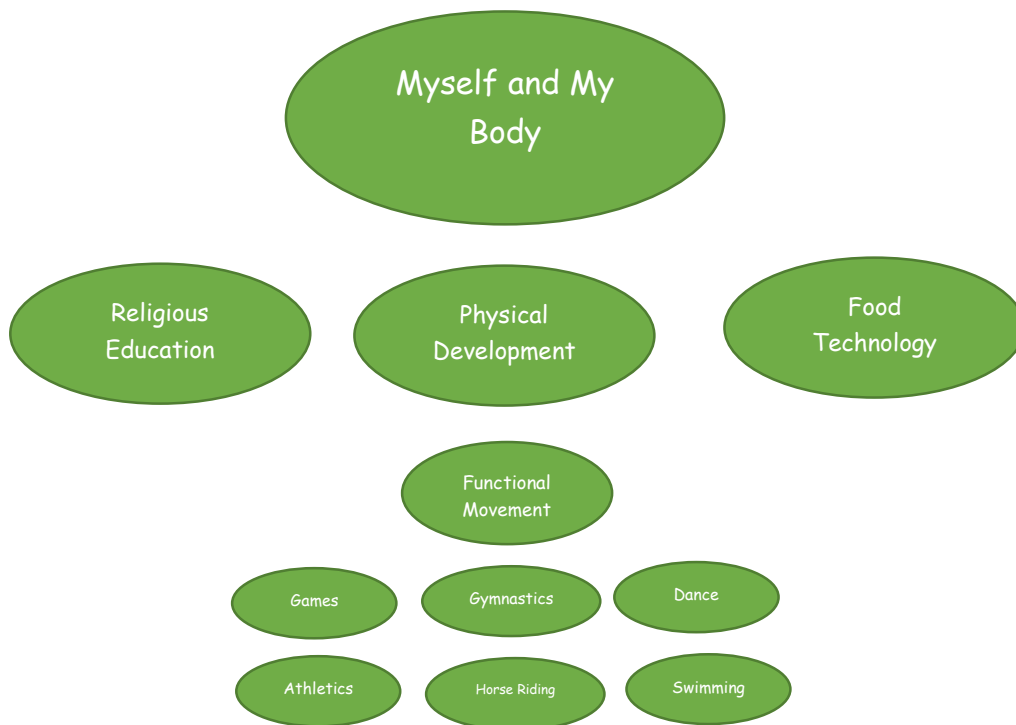 Myself and My
Body
Religious
Education
Physical
Development
Food
Technology
Functional
Movement
Games
Gymnastics
Dance
Athletics
Horse Riding
Swimming